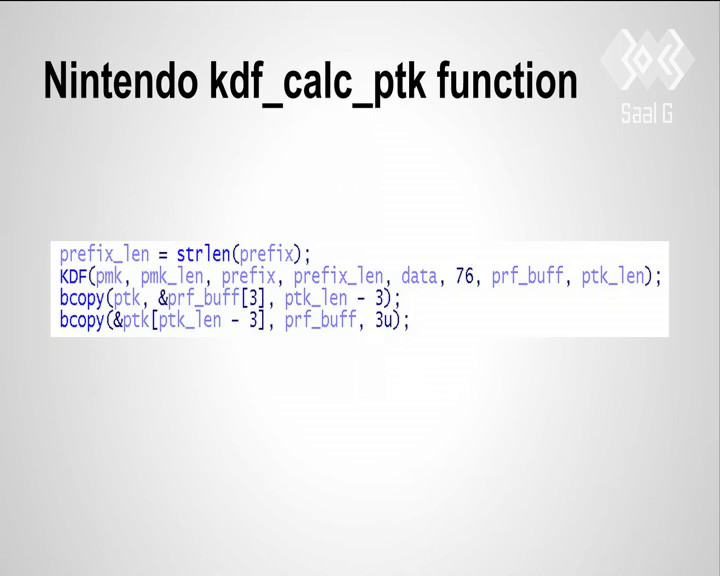 Nintendo kdf_calc_ptk function
Saal G
prefix_len = strlen(prefix);
KDF(pmk, pmk_len, prefix, prefix_len, data, 76, prf_buff, ptk_len);
bcopy(ptk, &prf_buff[3], ptk_len - 3);
bcopy(&ptk[ptk_len - 3], prf_buff, 3u);